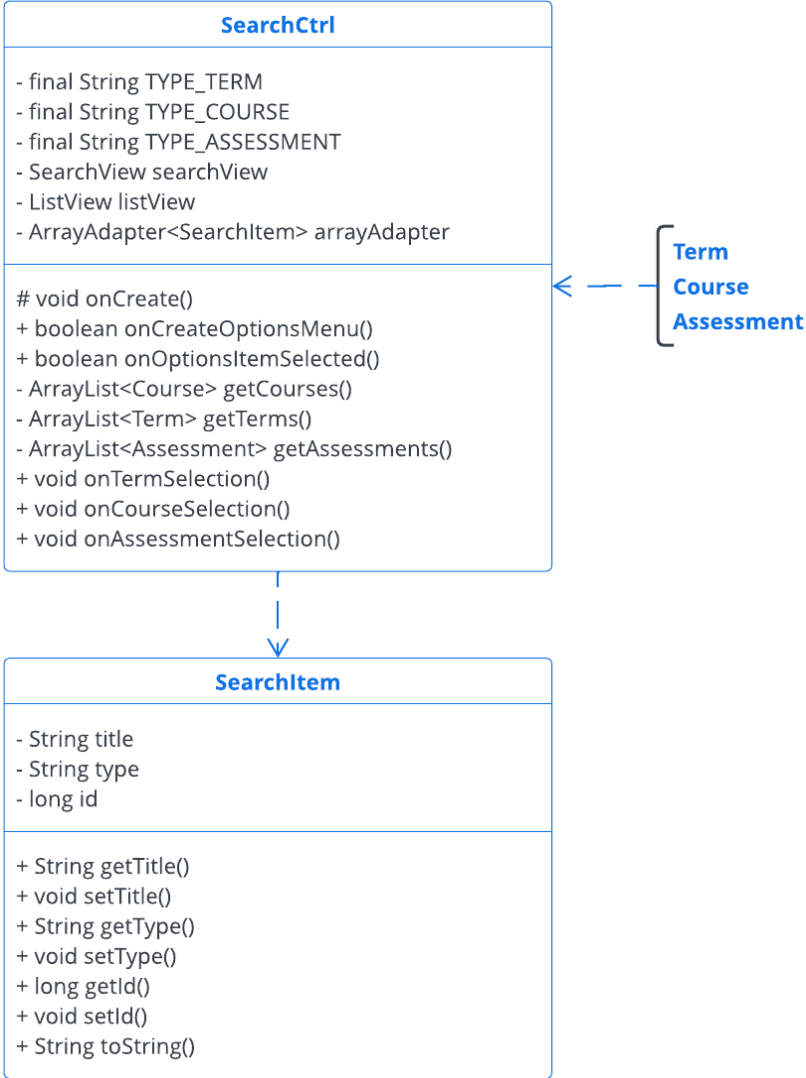 SearchCtrl
- final String TYPE_TERM
- final String TYPE_COURSE
- final String TYPE_ASSESSMENT
- SearchView searchView
- ListView listView
- ArrayAdapter<SearchItem> arrayAdapter
# void onCreate()
+ boolean onCreateOptionsMenu()
+ boolean onOptionsItemSelected()
- ArrayList<Course> getCourses()
- ArrayList<Term> getTerms()
- ArrayList<Assessment> getAssessments()
+ void onTermSelection()
+ void onCourseSelection()
+ void onAssessmentSelection()
Term
Course
Assessment
SearchItem
- String title
- String type
- long id
+ String getTitle()
+ void setTitle()
+ String getType()
+ void setType()
+ long getId()
+ void setId()
+ String toString()